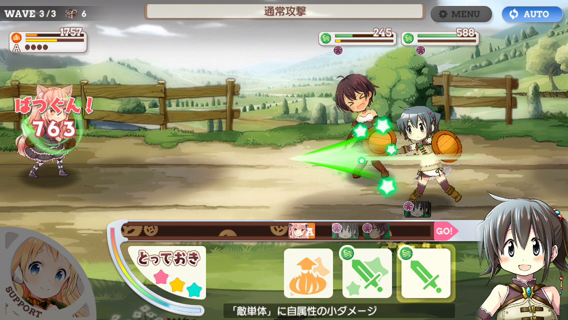 WAVE 3/3 6
通常攻撃
MENU
AUTO
1757
A
245
588
ばつぐん!
763
A
GO!
とっておき
SUPPORT
「敵単体」に自属性の小ダメージ